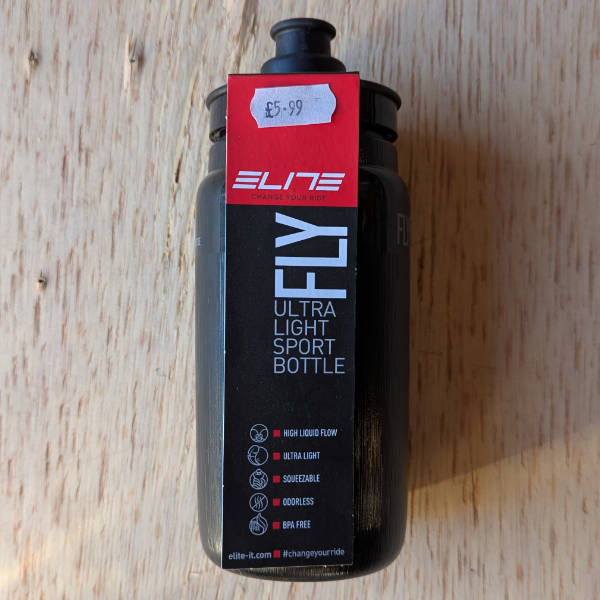 £5-99
ELITE
CHANGE YOUR RIDE
FLY
ULTRA
LIGHT
SPORT
BOTTLE
HIGH LIQUID FLOW
ULTRA LIGHT
SQUEEZABLE
ODORLESS
BPA FREE
elite-it.com #changeyourride